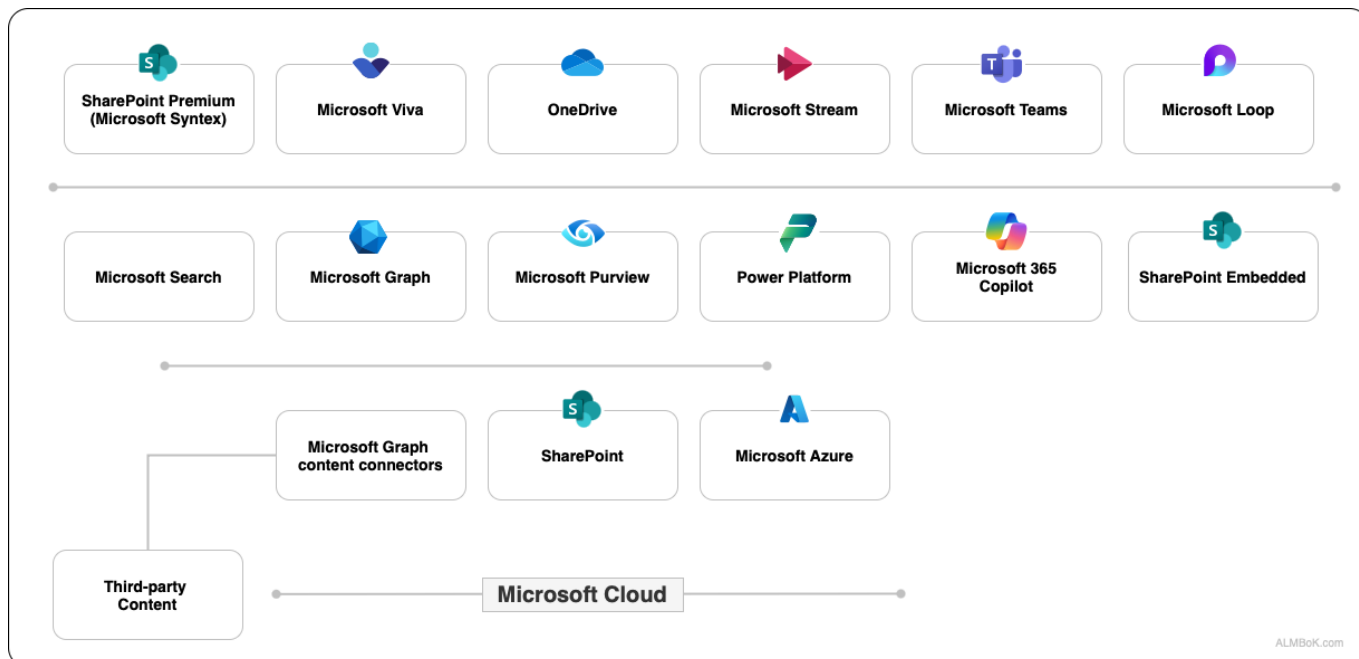 SharePoint Premium
(Microsoft Syntex)
Microsoft Viva
OneDrive
Microsoft Stream
Microsoft Teams
Microsoft Loop
Microsoft Search
Microsoft Graph
Microsoft Purview
Power Platform
Microsoft 365
Copilot
SharePoint Embedded
Microsoft Graph
content connectors
SharePoint
Microsoft Azure
Third-party
Content
Microsoft Cloud
ALMBoK.com